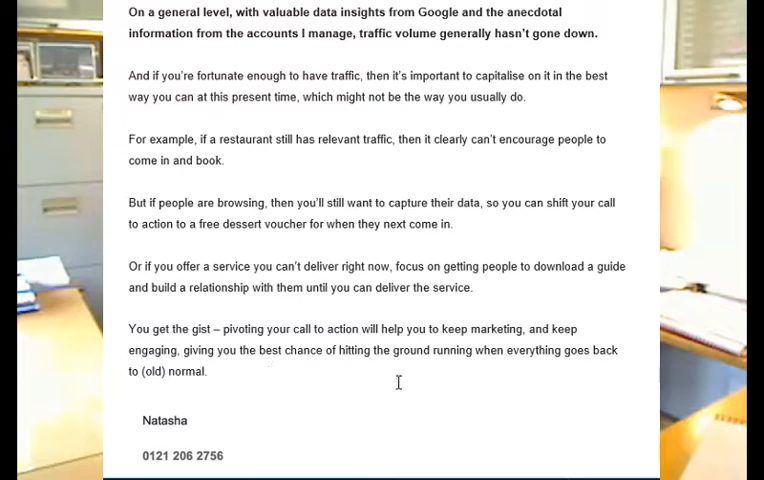 On a general level, with valuable data insights from Google and the anecdotal
information from the accounts I manage, traffic volume generally hasn't gone down.
And if you're fortunate enough to have traffic, then it's important to capitalise on it in the best
way you can at this present time, which might not be the way you usually do.
For example, if a restaurant still has relevant traffic, then it clearly can't encourage people to
come in and book.
But if people are browsing, then you'll still want to capture their data, so you can shift your call
to action to a free dessert voucher for when they next come in.
Or if you offer a service you can't deliver right now, focus on getting people to download a guide
and build a relationship with them until you can deliver the service.
You get the gist – pivoting your call to action will help you to keep marketing, and keep
engaging, giving you the best chance of hitting the ground running when everything goes back
to (old) normal.
Natasha
0121 206 2756